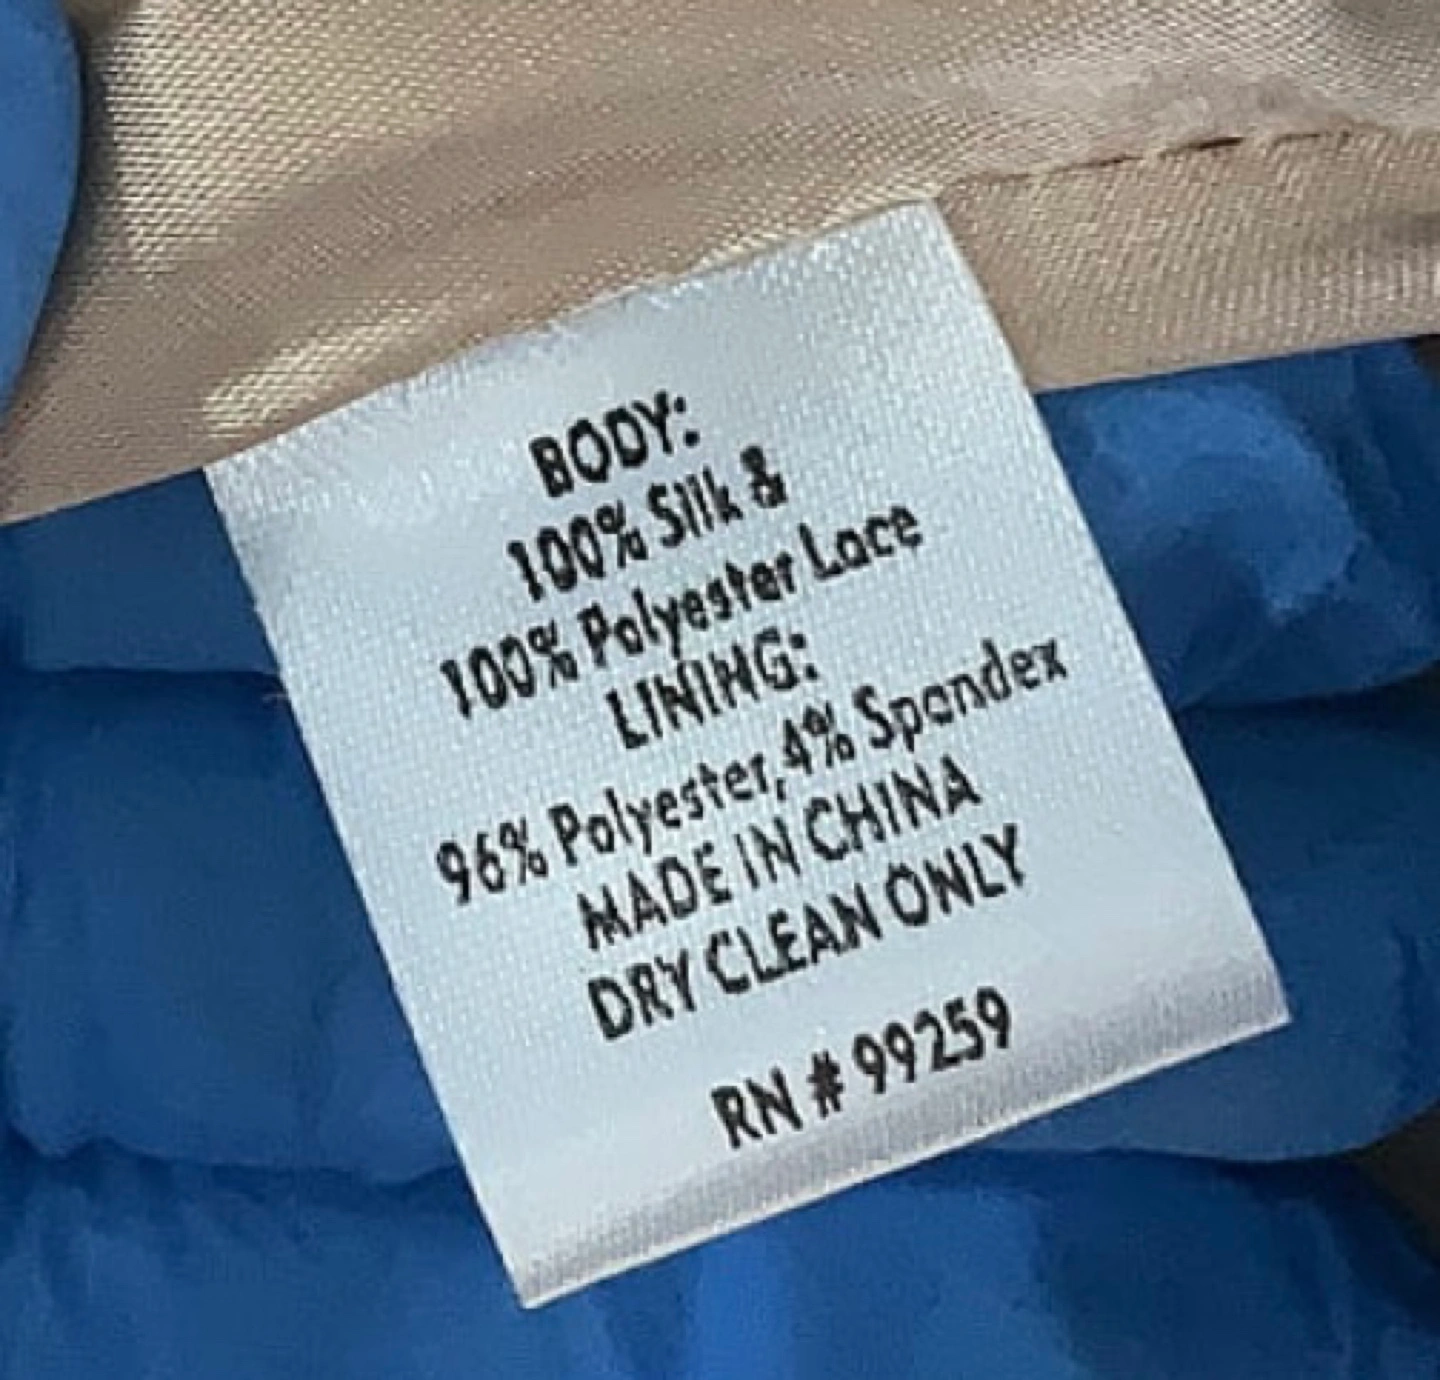 BODY:
100% Silk &
100% Polyester Lace
LINING:
96% Polyester, 4% Spandex
MADE IN CHINA
DRY CLEAN ONLY
RN # 99259